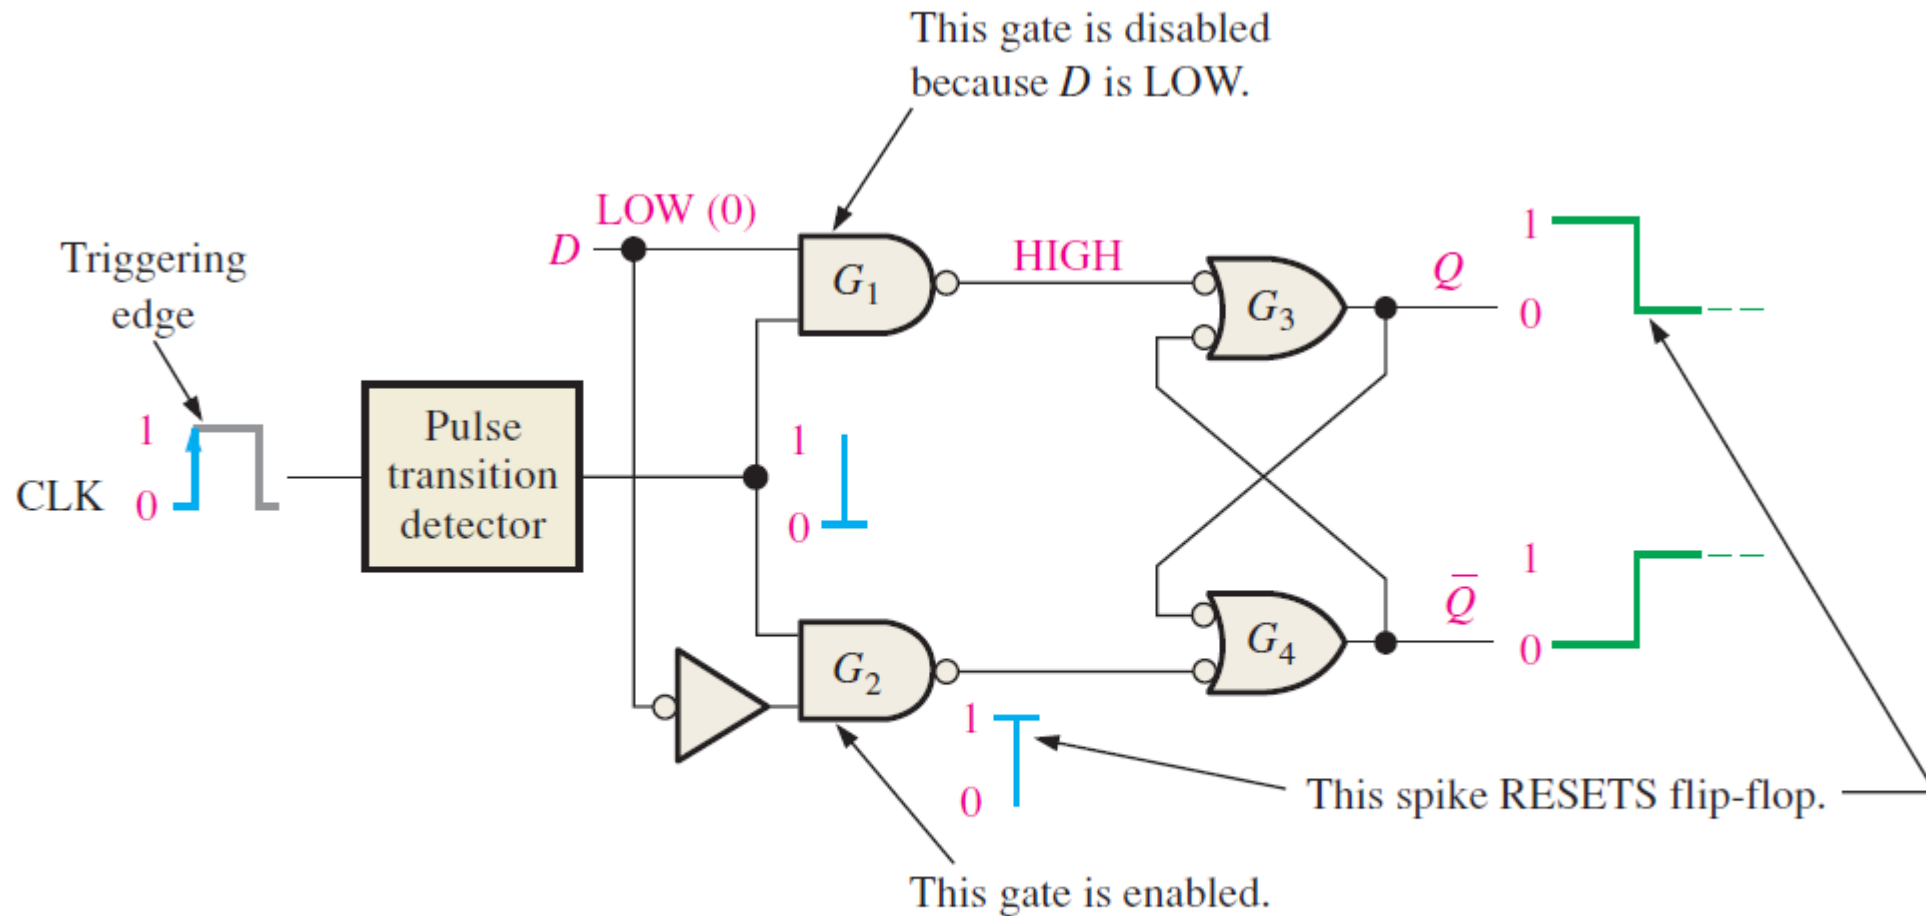 This gate is disabled
because D is LOW.
LOW (0)
D
Triggering
edge
G₁
HIGH
G₃
Q
1
0
1
CLK 0
Pulse
transition
detector
1
0
G₂
G₄
Q̅
1
0
1
0
This spike RESETS flip-flop.
This gate is enabled.